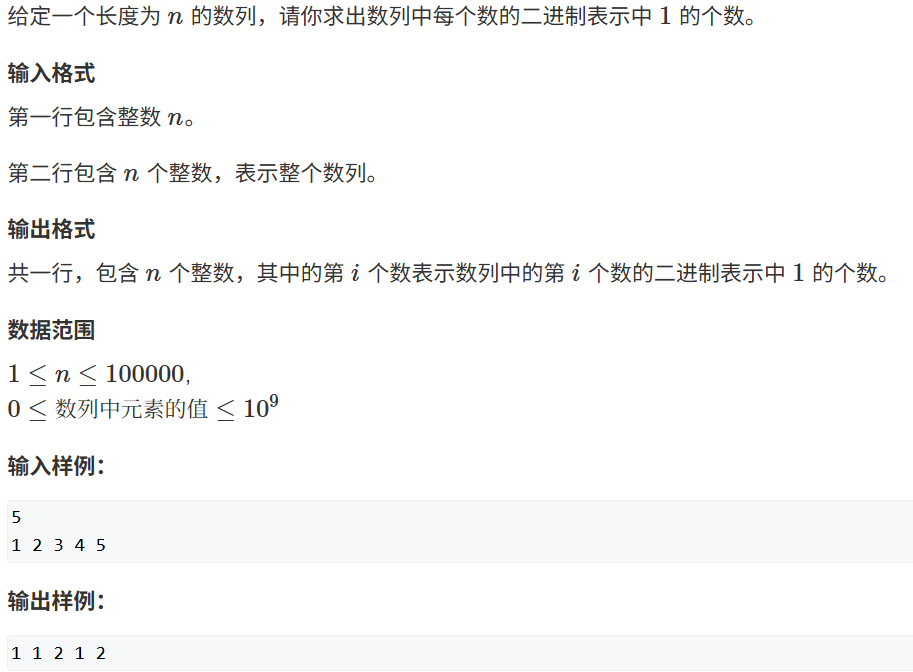 给定一个长度为 n 的数列，请你求出数列中每个数的二进制表示中 1 的个数。
输入格式
第一行包含整数 n。
第二行包含 n 个整数，表示整个数列。
输出格式
共一行，包含 n 个整数，其中的第 i 个数表示数列中的第 i 个数的二进制表示中 1 的个数。
数据范围
1 ≤ n ≤ 100000,
0 ≤ 数列中元素的值 ≤ 10⁹
输入样例：
5
1 2 3 4 5
输出样例：
1 1 2 1 2